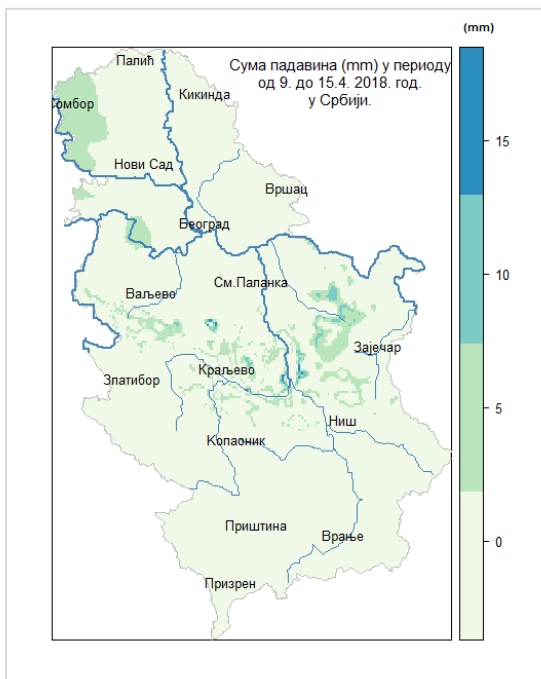 (mm)
Сума падавина (mm) у периоду
од 9. до 15.4. 2018. год.
у Србији.
Палић
Кикинда
Сомбор
Нови Сад
Вршац
Београд
Ваљево
См.Паланка
Зајечар
Златибор
Краљево
Ниш
Копаоник
Приштина
Врање
Призрен
15
10
5
0